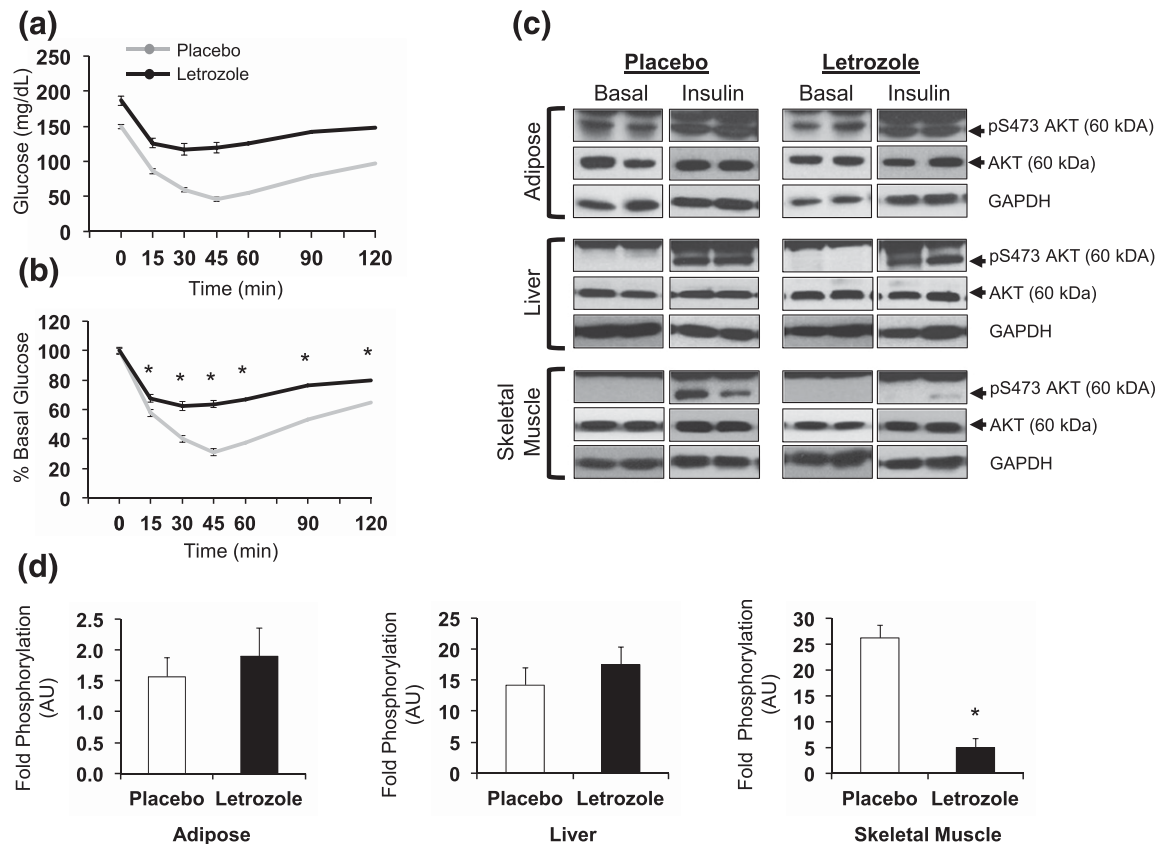 (a)
Placebo
Letrozole
Glucose (mg/dL)
250
200
150
100
50
0
0 15 30 45 60 90 120
Time (min)
(b)
% Basal Glucose
120
100
80
60
40
20
0
* * * * * *
0 15 30 45 60 90 120
Time (min)
(c)
Placebo Letrozole
Basal Insulin Basal Insulin
Adipose
pS473 AKT (60 kDA)
AKT (60 kDa)
GAPDH
Liver
pS473 AKT (60 kDA)
AKT (60 kDa)
GAPDH
Skeletal
Muscle
pS473 AKT (60 kDA)
AKT (60 kDa)
GAPDH
(d)
Fold Phosphorylation
(AU)
2.5
2.0
1.5
1.0
0.5
0.0
Placebo Letrozole
Adipose
Fold Phosphorylation
(AU)
25
20
15
10
5
0
Placebo Letrozole
Liver
Fold Phosphorylation
(AU)
30
25
20
15
10
5
0
*
Placebo Letrozole
Skeletal Muscle